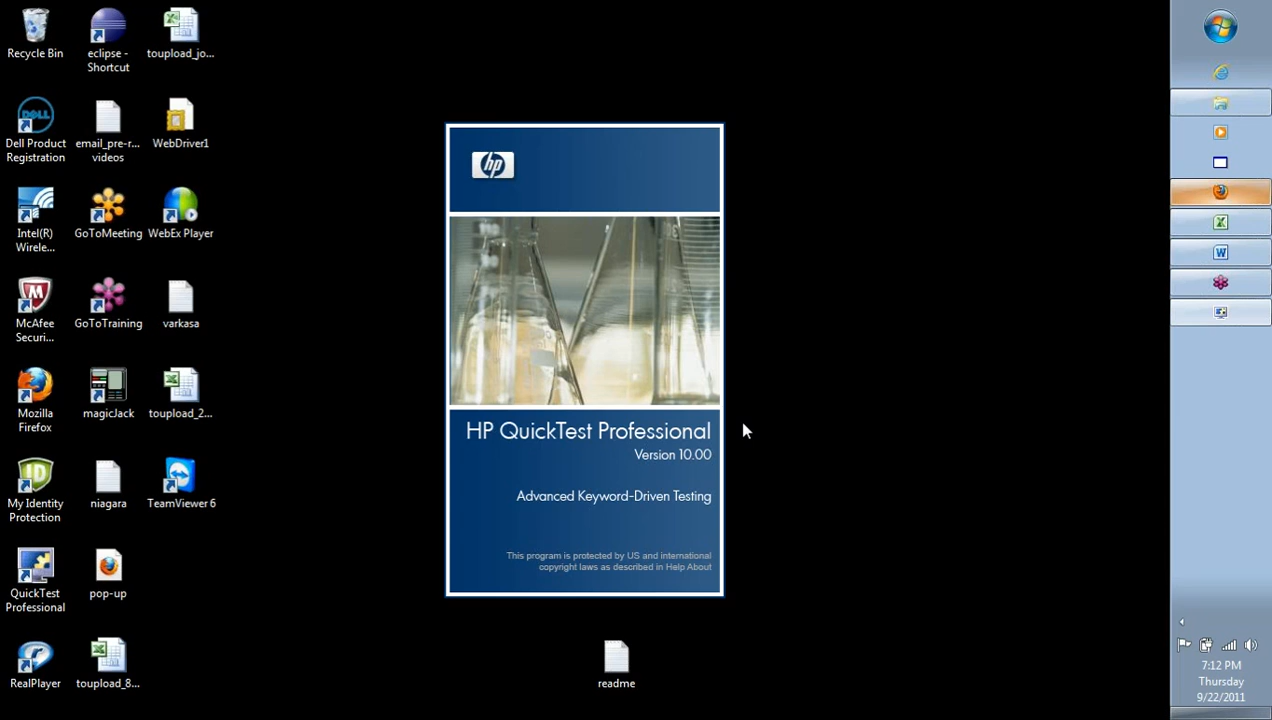 Recycle Bin
eclipse -
Shortcut
toupload_jo...
Dell Product
Registration
email_pre-r...
videos
WebDriver1
Intel(R)
Wirele...
GoToMeeting
WebEx Player
McAfee
Securi...
GoToTraining
varkasa
Mozilla
Firefox
magicJack
toupload_2...
My Identity
Protection
niagara
TeamViewer 6
QuickTest
Professional
pop-up
RealPlayer
toupload_8...
hp
HP QuickTest Professional
Version 10.00
Advanced Keyword-Driven Testing
This program is protected by US and international
copyright laws as described in Help About
readme
7:12 PM
Thursday
9/22/2011